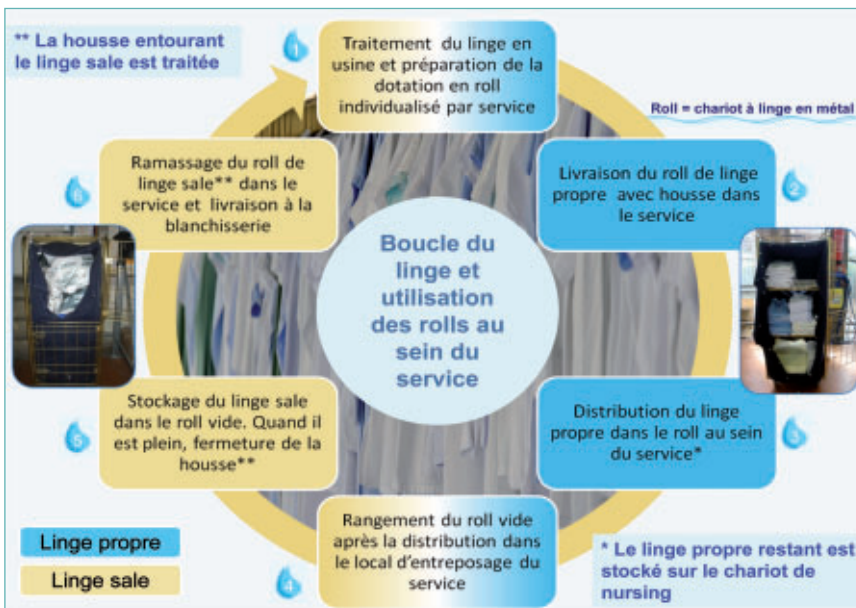 ** La housse entourant
le linge sale est traitée
1
Traitement du linge en
usine et préparation de la
dotation en roll
individualisé par service
Roll = chariot à linge en métal
2
Livraison du roll de linge
propre avec housse dans
le service
3
Distribution du linge
propre dans le roll au sein
du service*
4
Rangement du roll vide
après la distribution dans
le local d'entreposage du
service
5
Stockage du linge sale
dans le roll vide. Quand il
est plein, fermeture de la
housse**
6
Ramassage du roll de
linge sale** dans le
service et livraison à la
blanchisserie
Boucle du
linge et
utilisation
des rolls au
sein du
service
Linge propre
Linge sale
* Le linge propre restant est
stocké sur le chariot de
nursing